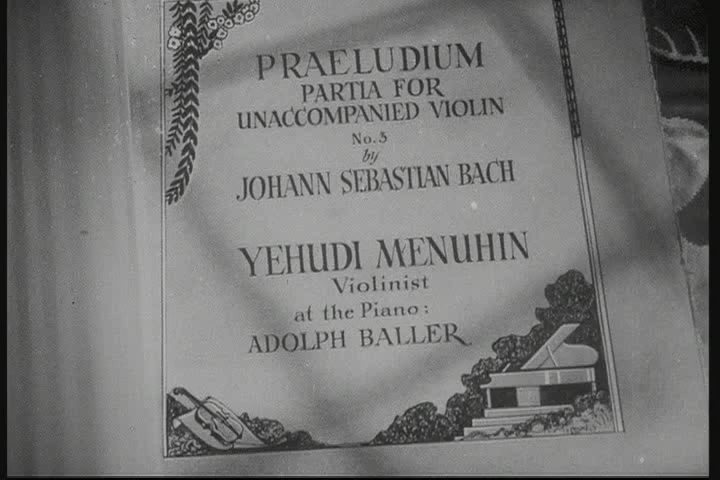 PRAELUDIUM
PARTIA FOR
UNACCOMPANIED VIOLIN
No.3
by
JOHANN SEBASTIAN BACH
YEHUDI MENUHIN
Violinist
at the Piano:
ADOLPH BALLER